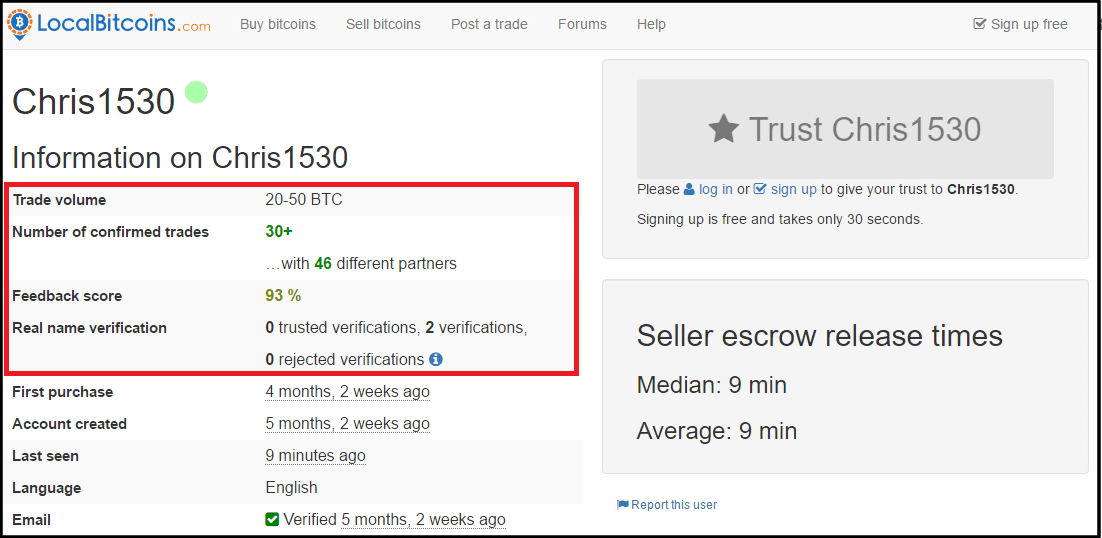 LocalBitcoins.com Buy bitcoins Sell bitcoins Post a trade Forums Help Sign up free
Chris1530
Information on Chris1530
Trade volume 20-50 BTC
Number of confirmed trades 30+
...with 46 different partners
Feedback score 93 %
Real name verification 0 trusted verifications, 2 verifications,
0 rejected verifications
First purchase 4 months, 2 weeks ago
Account created 5 months, 2 weeks ago
Last seen 9 minutes ago
Language English
Email Verified 5 months, 2 weeks ago
Trust Chris1530
Please log in or sign up to give your trust to Chris1530.
Signing up is free and takes only 30 seconds.
Seller escrow release times
Median: 9 min
Average: 9 min
Report this user